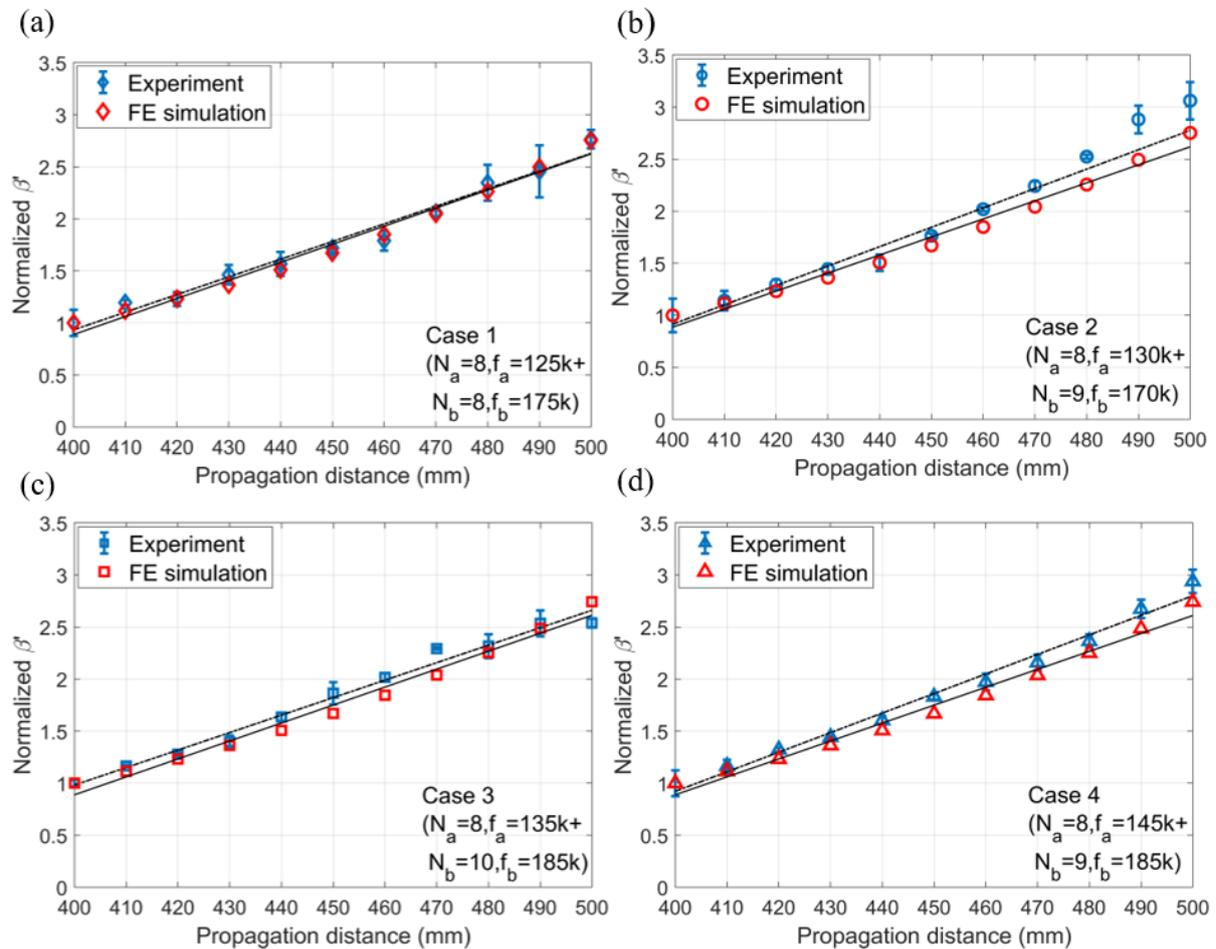 (a)
3.5
3
2.5
2
1.5
1
0.5
0
Normalized β'
Experiment
FE simulation
Case 1
(Na=8,fa=125k+
Nb=8,fb=175k)
400 410 420 430 440 450 460 470 480 490 500
Propagation distance (mm)
(b)
3.5
3
2.5
2
1.5
1
0.5
0
Normalized β'
Experiment
FE simulation
Case 2
(Na=8,fa=130k+
Nb=9,fb=170k)
400 410 420 430 440 450 460 470 480 490 500
Propagation distance (mm)
(c)
3.5
3
2.5
2
1.5
1
0.5
0
Normalized β'
Experiment
FE simulation
Case 3
(Na=8,fa=135k+
Nb=10,fb=185k)
400 410 420 430 440 450 460 470 480 490 500
Propagation distance (mm)
(d)
3.5
3
2.5
2
1.5
1
0.5
0
Normalized β'
Experiment
FE simulation
Case 4
(Na=8,fa=145k+
Nb=9,fb=185k)
400 410 420 430 440 450 460 470 480 490 500
Propagation distance (mm)